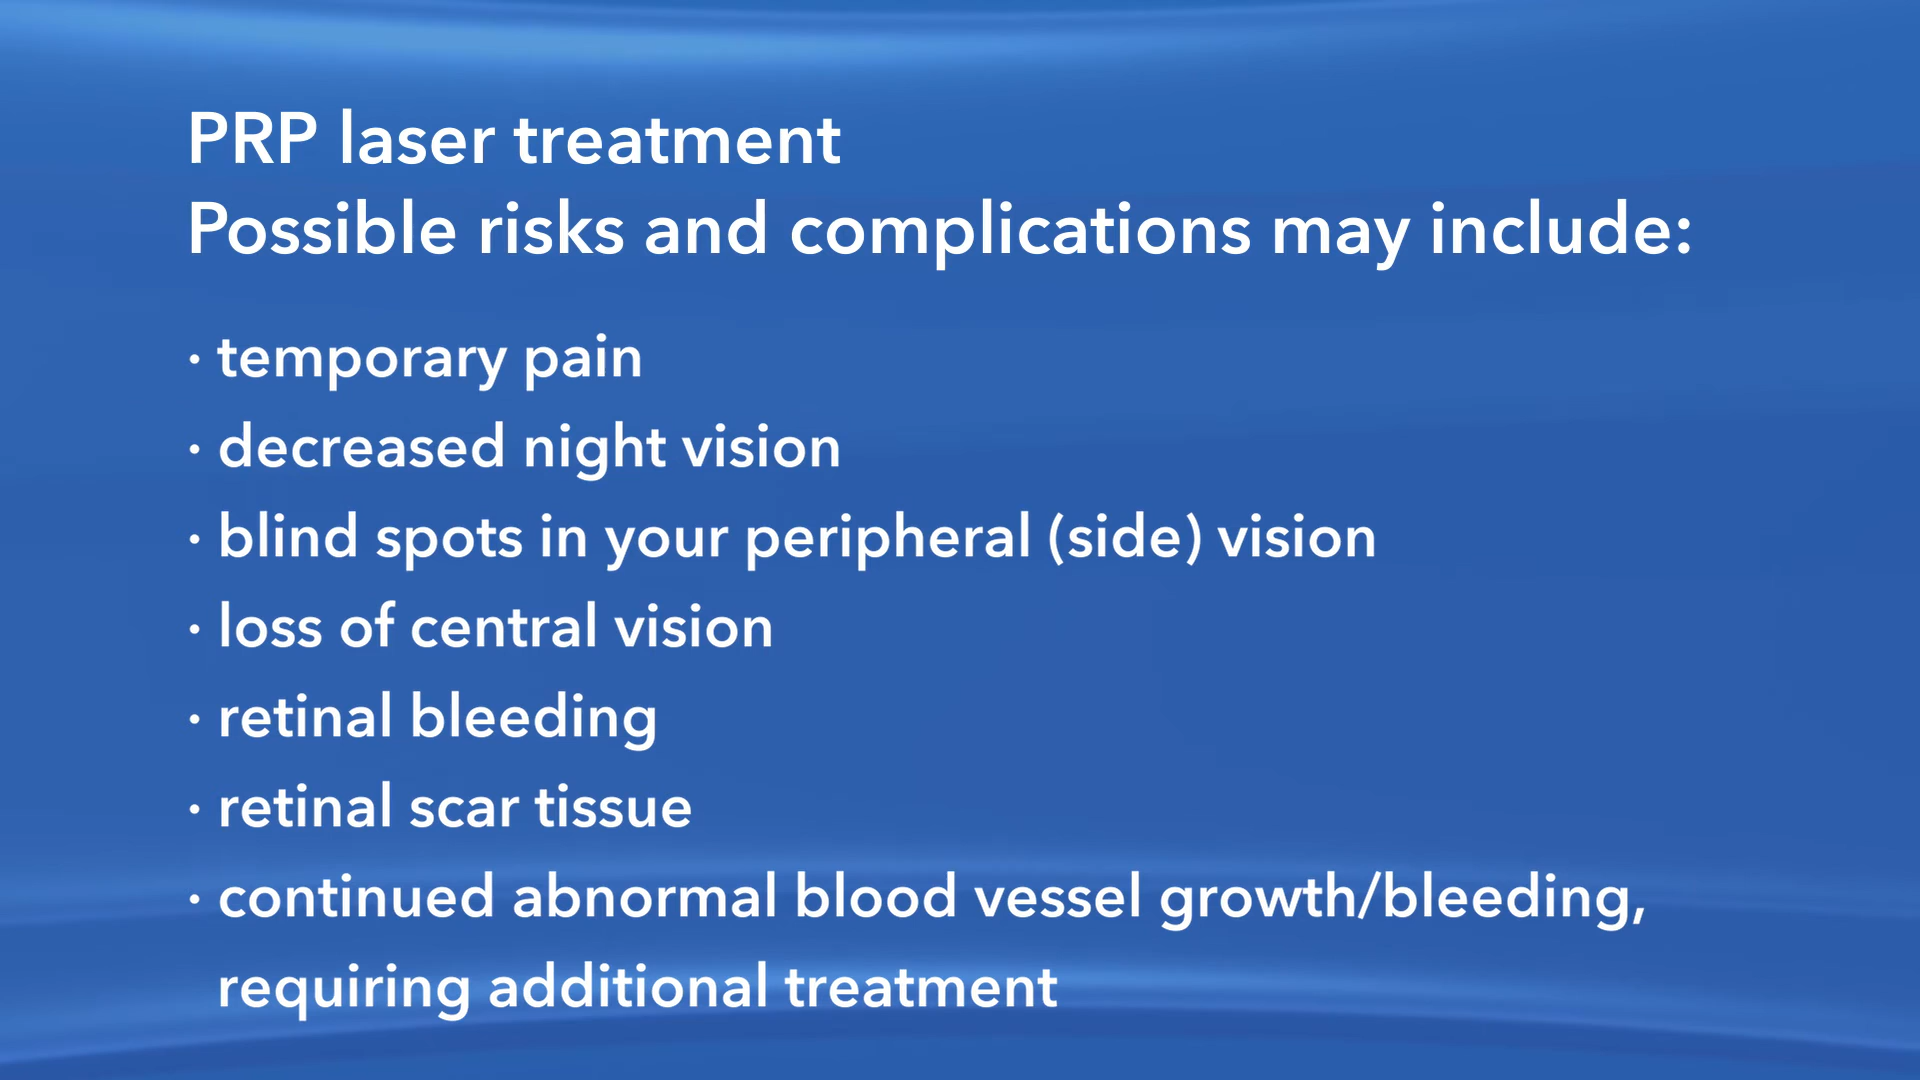 PRP laser treatment
Possible risks and complications may include:
· temporary pain
· decreased night vision
· blind spots in your peripheral (side) vision
· loss of central vision
· retinal bleeding
· retinal scar tissue
· continued abnormal blood vessel growth/bleeding,
requiring additional treatment